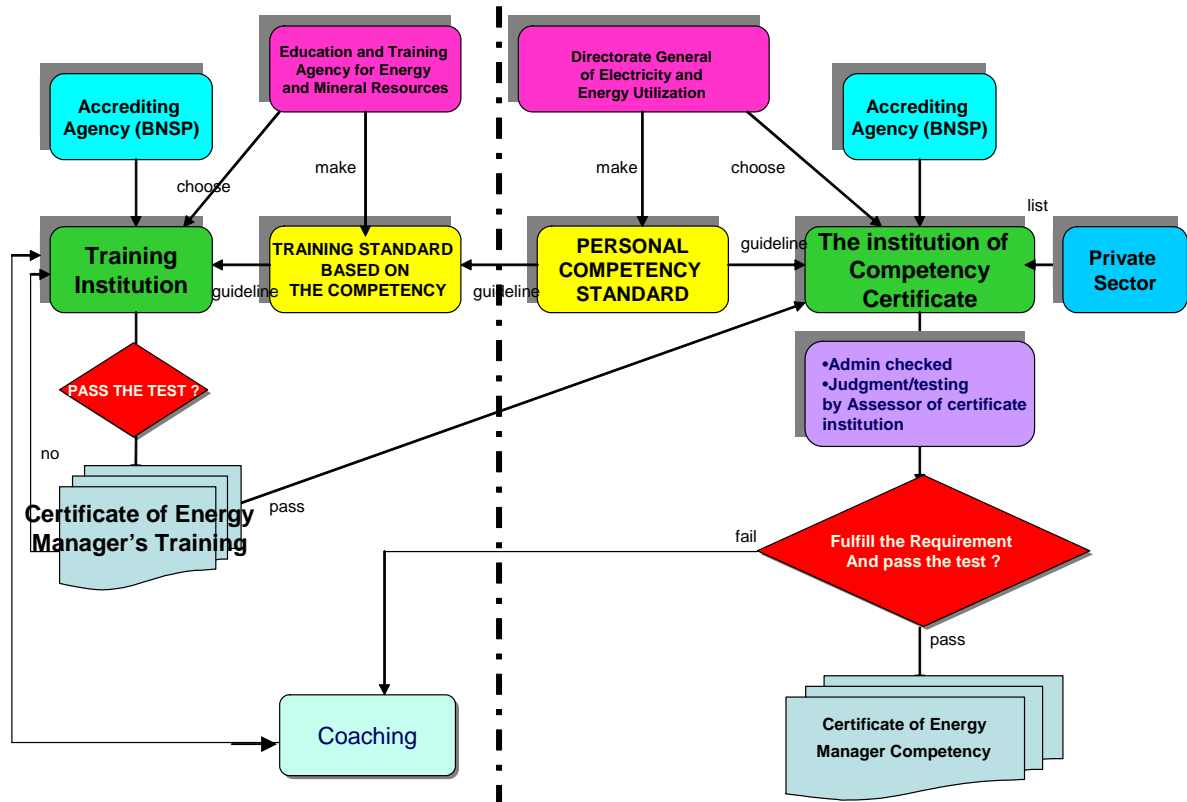 Education and Training
Agency for Energy
and Mineral Resources
Directorate General
of Electricity and
Energy Utilization
Accrediting
Agency (BNSP)
Accrediting
Agency (BNSP)
choose
make
make
choose
list
Training
Institution
guideline
TRAINING STANDARD
BASED ON
THE COMPETENCY
guideline
PERSONAL
COMPETENCY
STANDARD
guideline
The institution of
Competency
Certificate
Private
Sector
PASS THE TEST ?
•Admin checked
•Judgment/testing
by Assessor of certificate
institution
no
Certificate of Energy
Manager's Training
pass
fail
Fulfill the Requirement
And pass the test ?
pass
Coaching
Certificate of Energy
Manager Competency